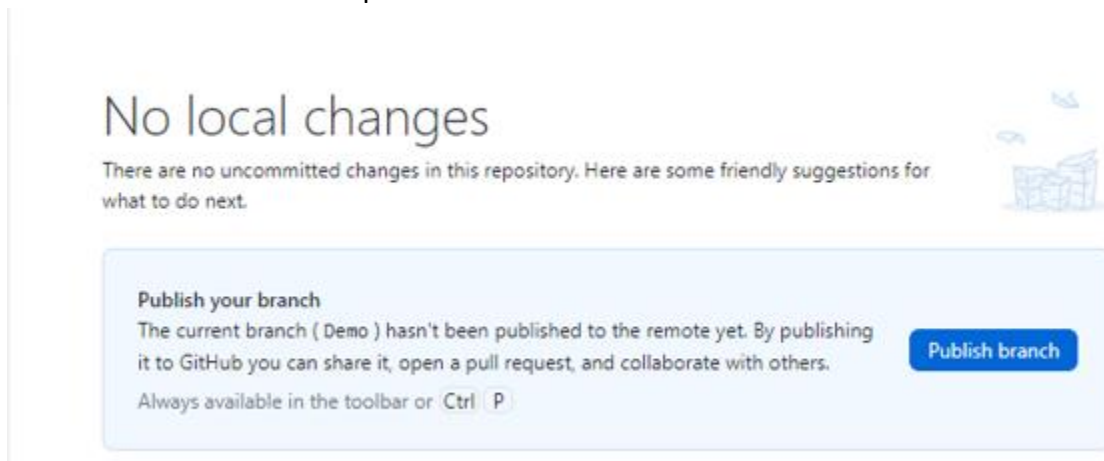 No local changes
There are no uncommitted changes in this repository. Here are some friendly suggestions for
what to do next.
Publish your branch
The current branch ( Demo ) hasn't been published to the remote yet. By publishing
it to GitHub you can share it, open a pull request, and collaborate with others.
Publish branch
Always available in the toolbar or Ctrl P